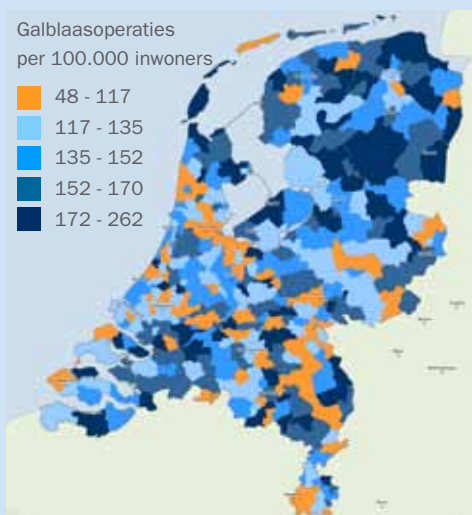 Galblaasoperaties
per 100.000 inwoners
48 - 117
117 - 135
135 - 152
152 - 170
172 - 262